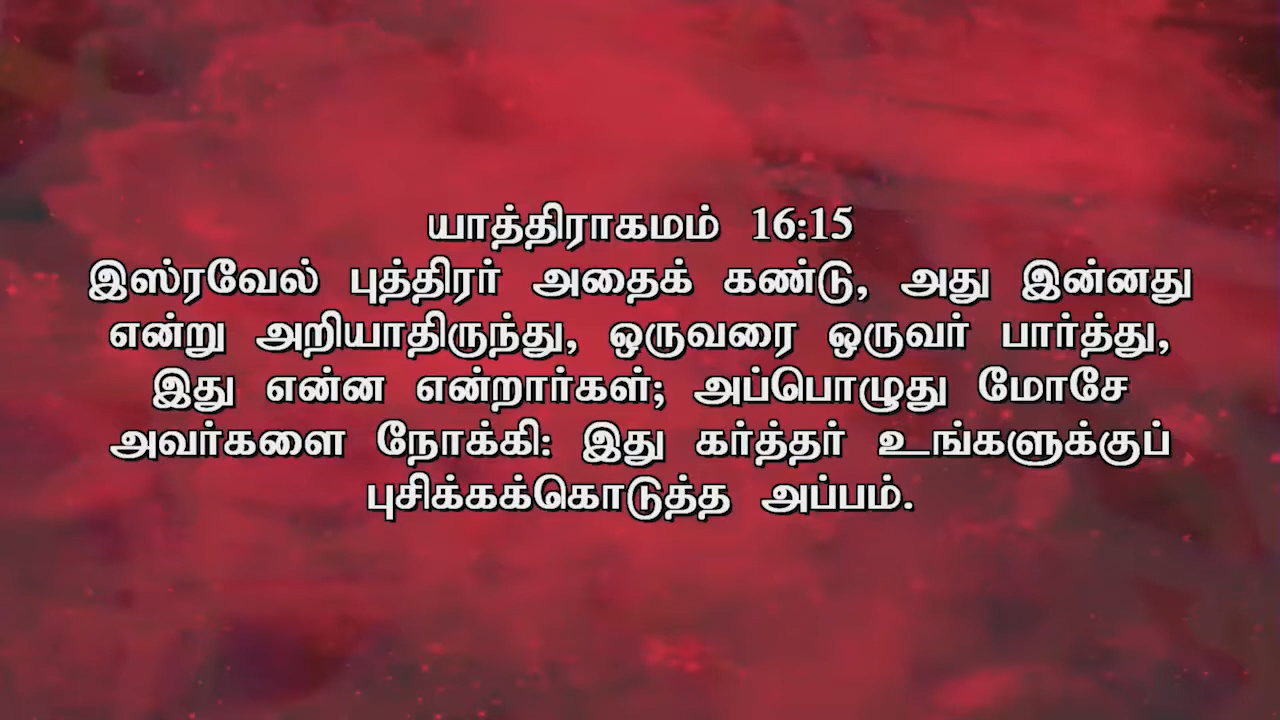 யாத்திராகமம் 16:15
இஸ்ரவேல் புத்திரர் அதைக் கண்டு, அது இன்னது
என்று அறியாதிருந்து, ஒருவரை ஒருவர் பார்த்து,
இது என்ன என்றார்கள்; அப்பொழுது மோசே
அவர்களை நோக்கி: இது கர்த்தர் உங்களுக்குப்
புசிக்கக்கொடுத்த அப்பம்.